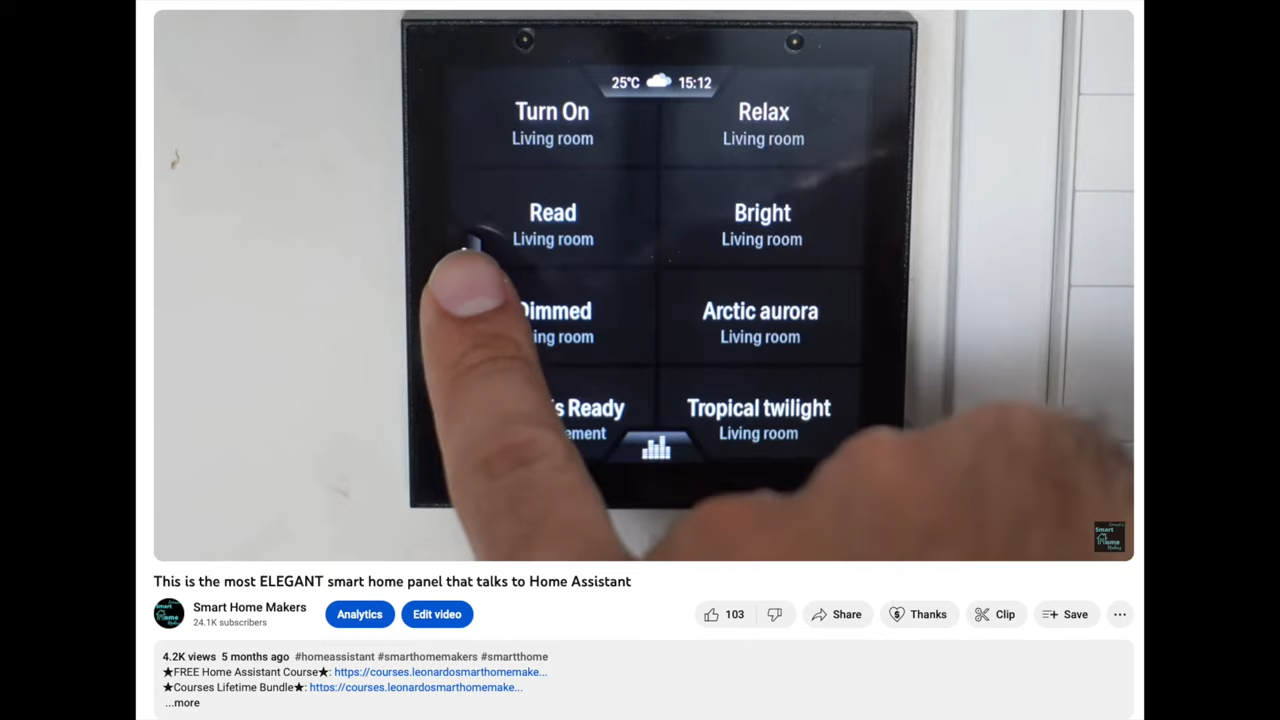 25°C 15:12
Turn On
Living room
Relax
Living room
Read
Living room
Bright
Living room
Dimmed
Arctic aurora
Living room
Ready
Tropical twilight
Living room
Smart
Home
This is the most ELEGANT smart home panel that talks to Home Assistant
Smart Home Makers
24.1K subscribers
Analytics
Edit video
103
Share
Thanks
Clip
Save
4.2K views 5 months ago #homeassistant #smarthomemakers #smartthome
★FREE Home Assistant Course★: https://courses.leonardosmarthomemake...
★Courses Lifetime Bundle★: https://courses.leonardosmarthomemake...
...more